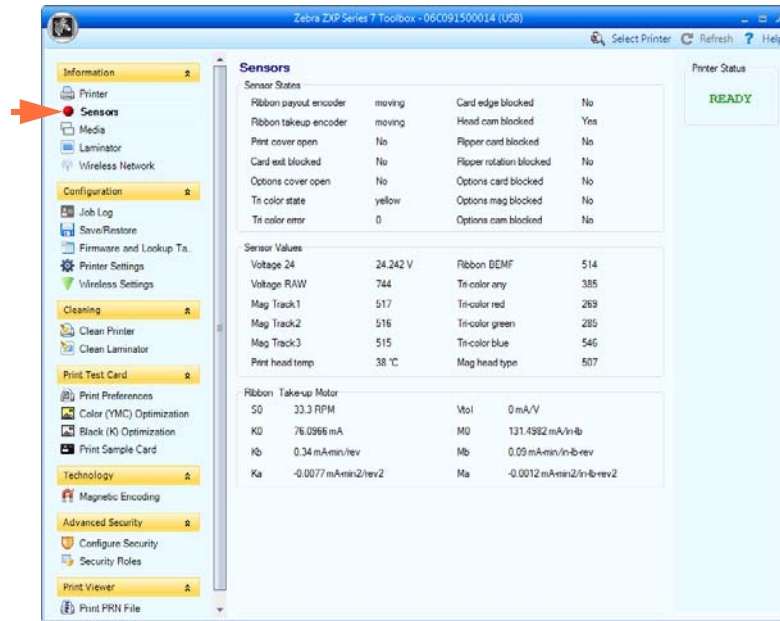 Zebra ZXP Series 7 Toolbox - 06C091500014 (USB)
Select Printer Refresh ? Help
Information
Printer
Sensors
Media
Laminator
Wireless Network
Configuration
Job Log
Save/Restore
Firmware and Lookup Ta..
Printer Settings
Wireless Settings
Cleaning
Clean Printer
Clean Laminator
Print Test Card
Print Preferences
Color (YMC) Optimization
Black (K) Optimization
Print Sample Card
Technology
Magnetic Encoding
Advanced Security
Configure Security
Security Roles
Print Viewer
Print PRN File
Sensors
Sensor States
Ribbon payout encoder moving Card edge blocked No
Ribbon takeup encoder moving Head cam blocked Yes
Print cover open No Flipper card blocked No
Card exit blocked No Flipper rotation blocked No
Options cover open No Options card blocked No
Tri color state yellow Options mag blocked No
Tri color error 0 Options cam blocked No
Sensor Values
Voltage 24 24.242 V Ribbon BEMF 514
Voltage RAW 744 Tri-color any 385
Mag Track1 517 Tri-color red 269
Mag Track2 516 Tri-color green 285
Mag Track3 515 Tri-color blue 546
Print head temp 38 °C Mag head type 507
Ribbon Take-up Motor
S0 33.3 RPM Vtol 0 mA/V
K0 76.0966 mA M0 131.4982 mA/in-lb
Kb 0.34 mA-min/rev Mb 0.09 mA-min/in-lb-rev
Ka -0.0077 mA-min2/rev2 Ma -0.0012 mA-min2/in-lb-rev2
Printer Status
READY